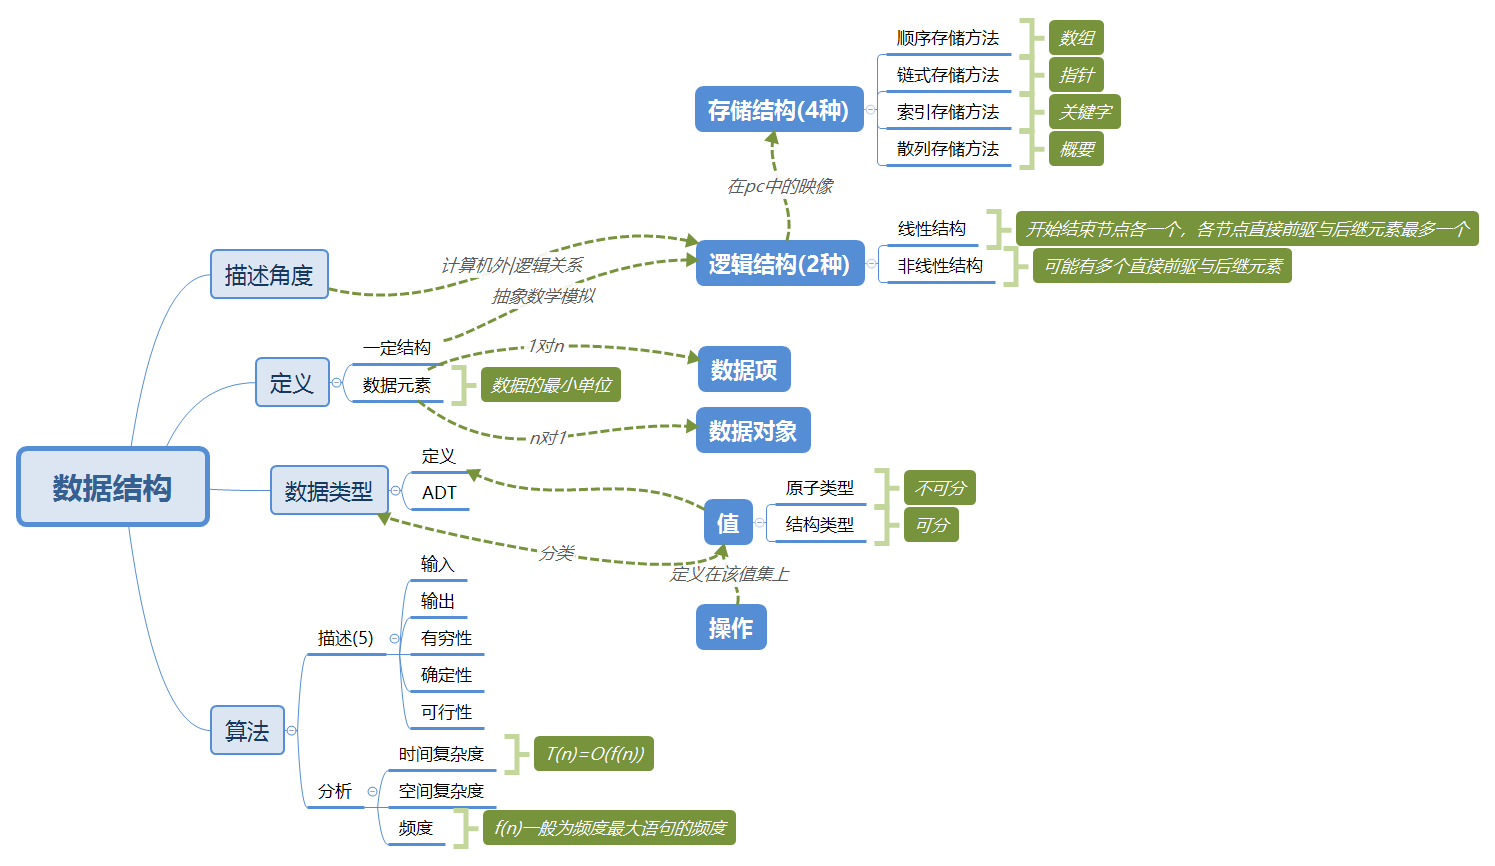 顺序存储方法
数组
链式存储方法
指针
存储结构(4种)
索引存储方法
关键字
散列存储方法
概要
在pc中的映像
线性结构
开始结束节点各一个，各节点直接前驱与后继元素最多一个
描述角度
计算机外|逻辑关系
逻辑结构(2种)
非线性结构
可能有多个直接前驱与后继元素
抽象数学模拟
一定结构
1对n
数据项
定义
数据元素
数据的最小单位
n对1
数据对象
数据结构
数据类型
定义
ADT
原子类型
不可分
值
结构类型
可分
分类
定义在该值集上
操作
输入
输出
描述(5)
有穷性
确定性
可行性
算法
时间复杂度
T(n)=O(f(n))
分析
空间复杂度
频度
f(n)一般为频度最大语句的频度